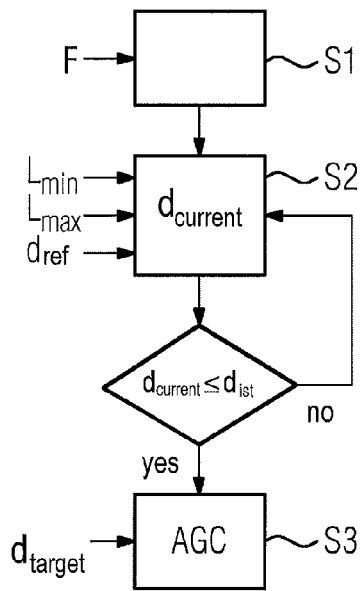 F S1
L_min S2
L_max d_current
d_ref
d_current ≤ d_ist
no
yes
d_target AGC S3